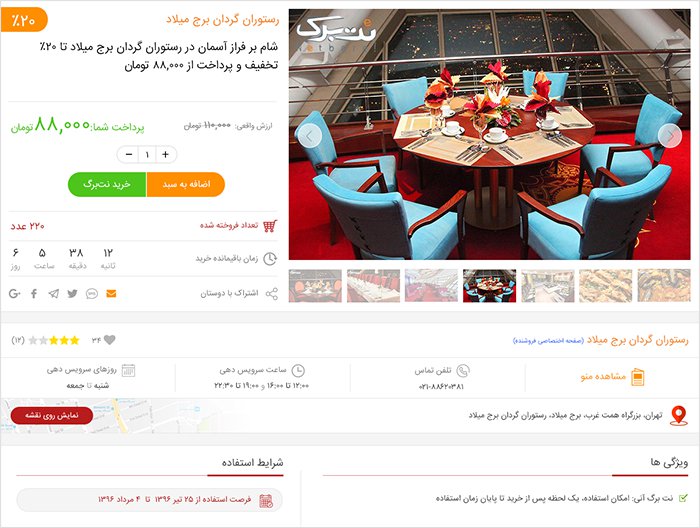 ٪۲۰
رستوران گردان برج میلاد
شام بر فراز آسمان در رستوران گردان برج میلاد تا ۲۰٪
تخفیف و پرداخت از ۸۸,۰۰۰ تومان
نت‌برگ
netbarg
ارزش واقعی: ۱۱۰,۰۰۰ تومان
پرداخت شما: ۸۸,۰۰۰ تومان
+ ۱ −
اضافه به سبد
خرید نت‌برگ
تعداد فروخته شده
۲۲۰ عدد
زمان باقیمانده خرید
۱۲ ۳۸ ۵ ۶
ثانیه دقیقه ساعت روز
اشتراک با دوستان
SMS
رستوران گردان برج میلاد (صفحه اختصاصی فروشنده)
۳۴
(۱۲)
مشاهده منو
تلفن تماس
۰۲۱-۸۸۶۲۰۳۸۱
ساعت سرویس دهی
۱۲:۰۰ تا ۱۶:۰۰ و ۱۹:۰۰ تا ۲۲:۳۰
روزهای سرویس دهی
شنبه تا جمعه
تهران، بزرگراه همت غرب، برج میلاد، رستوران گردان برج میلاد
نمایش روی نقشه
ویژگی ها
نت برگ آنی: امکان استفاده، یک لحظه پس از خرید تا پایان زمان استفاده
شرایط استفاده
فرصت استفاده از ۲۵ تیر ۱۳۹۶ تا ۴ مرداد ۱۳۹۶